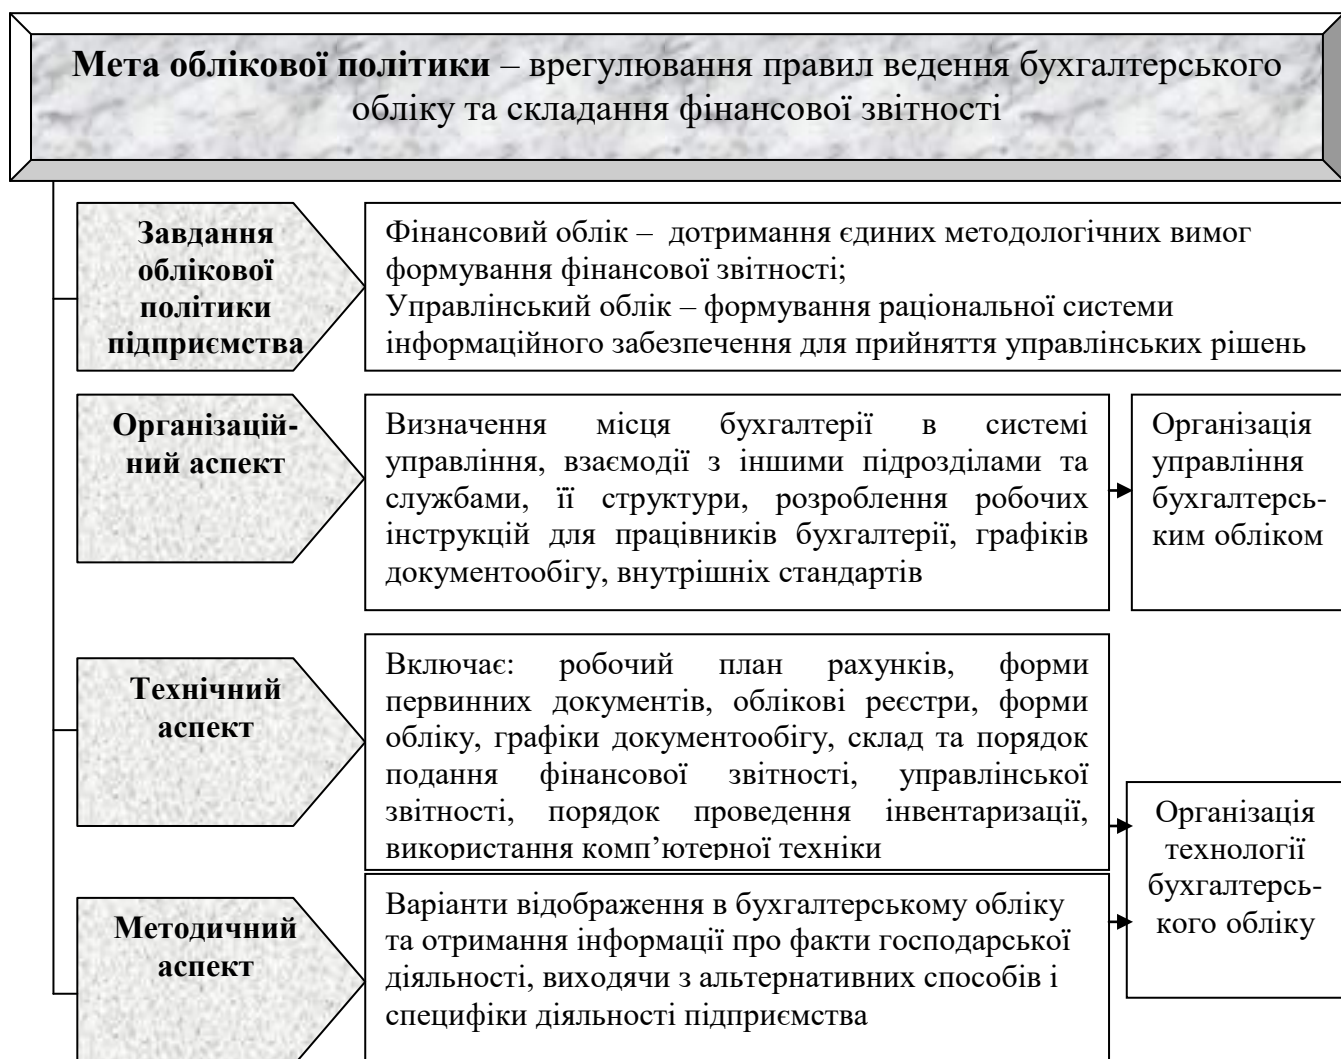 Мета облікової політики – врегулювання правил ведення бухгалтерського
обліку та складання фінансової звітності
Завдання
облікової
політики
підприємства
Фінансовий облік –  дотримання єдиних методологічних вимог
формування фінансової звітності;
Управлінський облік – формування раціональної системи
інформаційного забезпечення для прийняття управлінських рішень
Організацій-
ний аспект
Визначення місця бухгалтерії в системі
управління, взаємодії з іншими підрозділами та
службами, її структури, розроблення робочих
інструкцій для працівників бухгалтерії, графіків
документообігу, внутрішніх стандартів
Організація
управління
бухгалтерсь-
ким обліком
Технічний
аспект
Включає: робочий план рахунків, форми
первинних документів, облікові реєстри, форми
обліку, графіки документообігу, склад та порядок
подання фінансової звітності, управлінської
звітності, порядок проведення інвентаризації,
використання комп’ютерної техніки
Організація
технології
бухгалтерсь-
кого обліку
Методичний
аспект
Варіанти відображення в бухгалтерському обліку
та отримання інформації про факти господарської
діяльності, виходячи з альтернативних способів і
специфіки діяльності підприємства